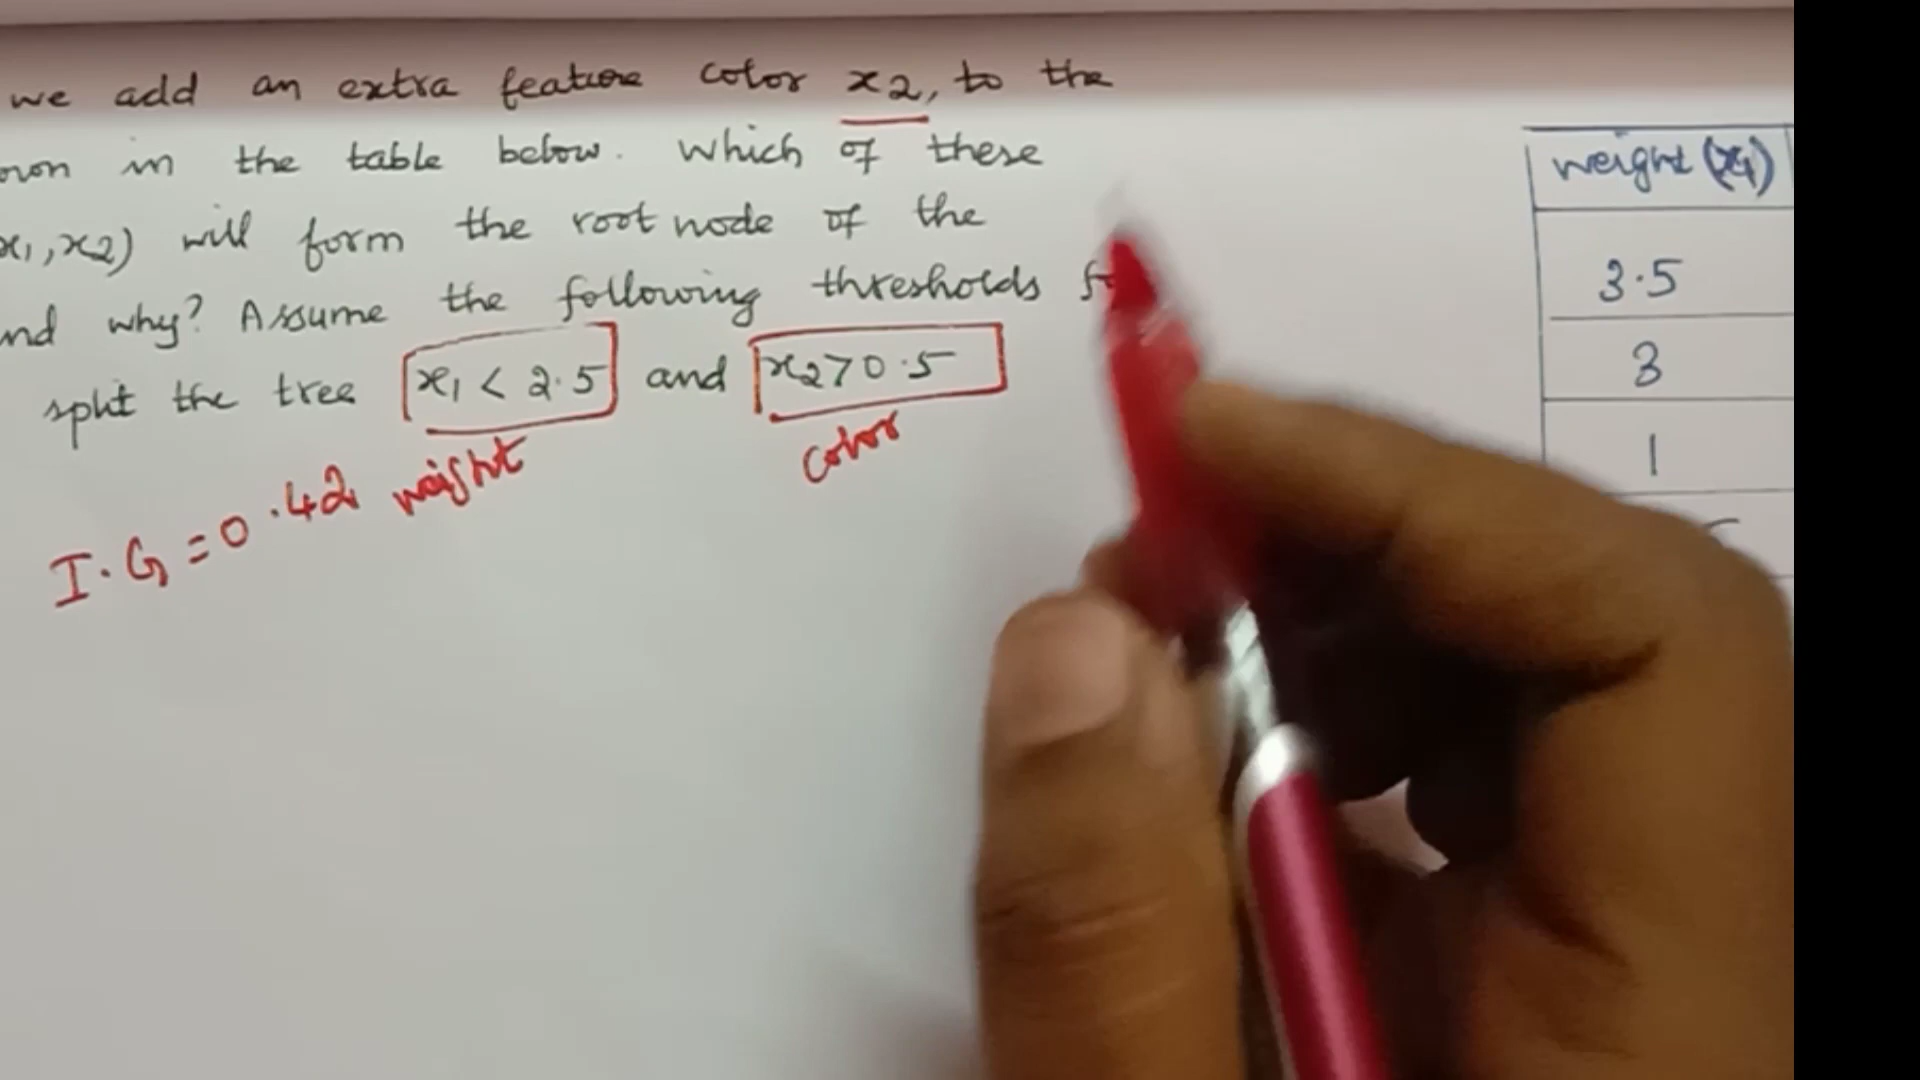 we add an extra feature color x2, to the
in the table below. Which of these
x1, x2) will form the root node of the
and why? Assume the following thresholds
split the tree x1 < 2.5 and x2 > 0.5
weight color
I.G = 0.42
weight (x1)
3.5
3
1